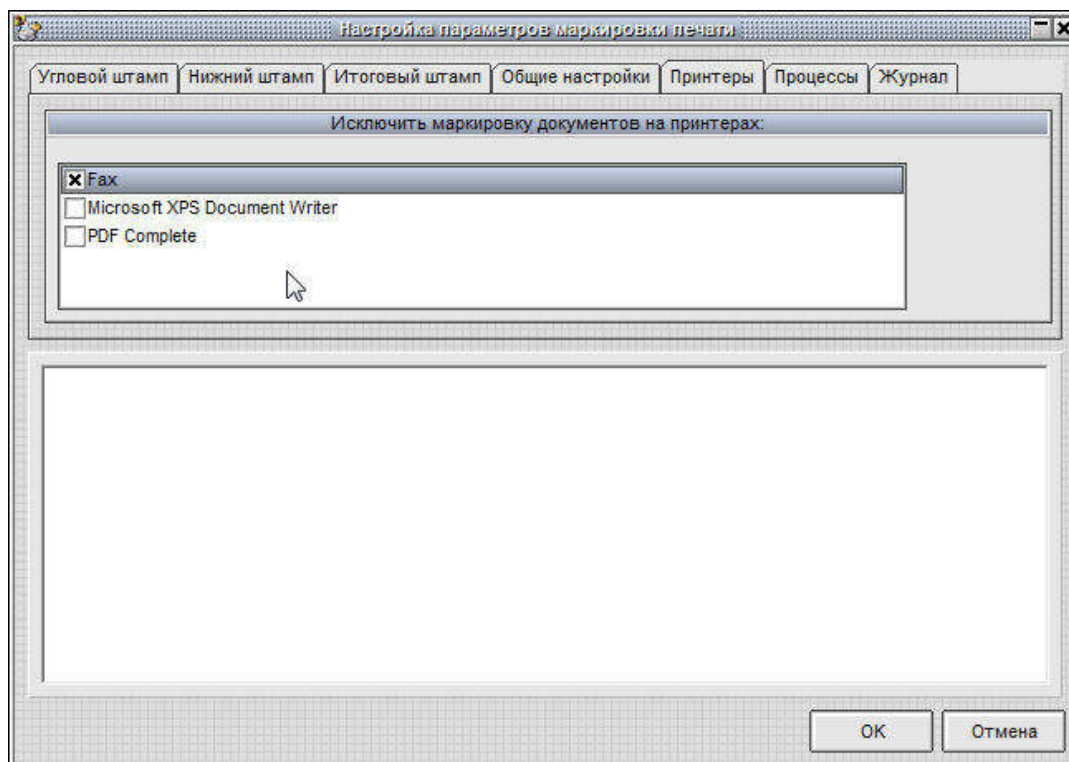 Настройка параметров маркировки печати
Угловой штамп Нижний штамп Итоговый штамп Общие настройки Принтеры Процессы Журнал
Исключить маркировку документов на принтерах:
Fax
Microsoft XPS Document Writer
PDF Complete
OK Отмена